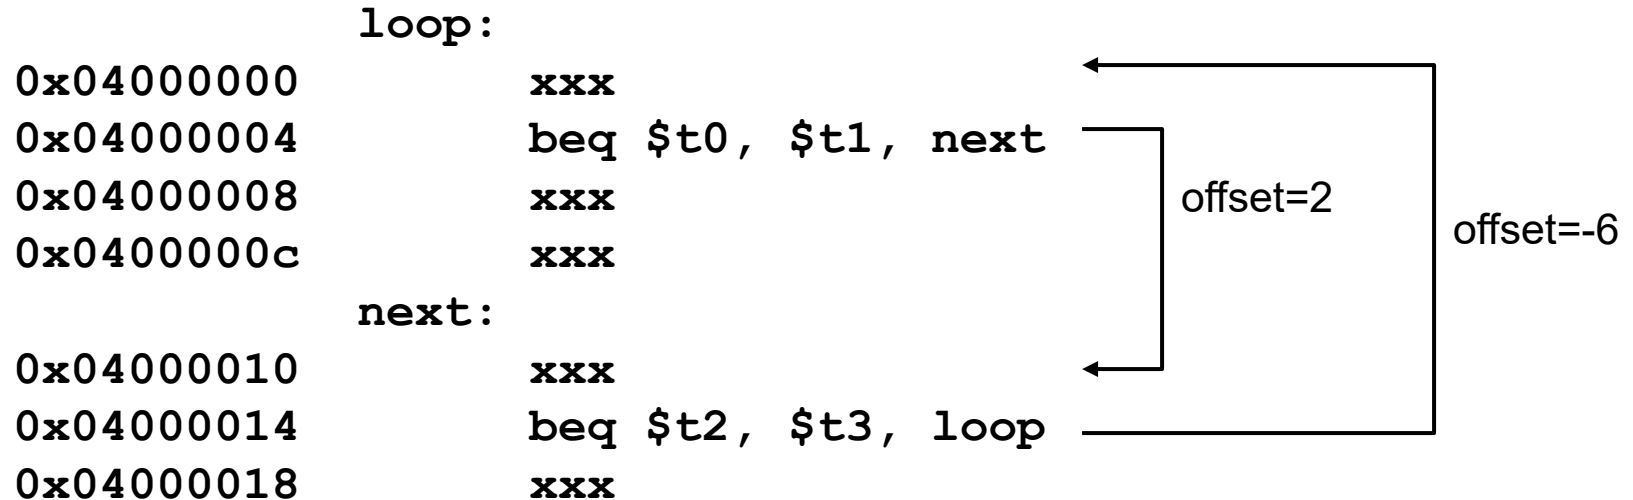 loop:
0x04000000 xxx
0x04000004 beq $t0, $t1, next
0x04000008 xxx
offset=2
offset=-6
0x0400000c xxx
next:
0x04000010 xxx
0x04000014 beq $t2, $t3, loop
0x04000018 xxx